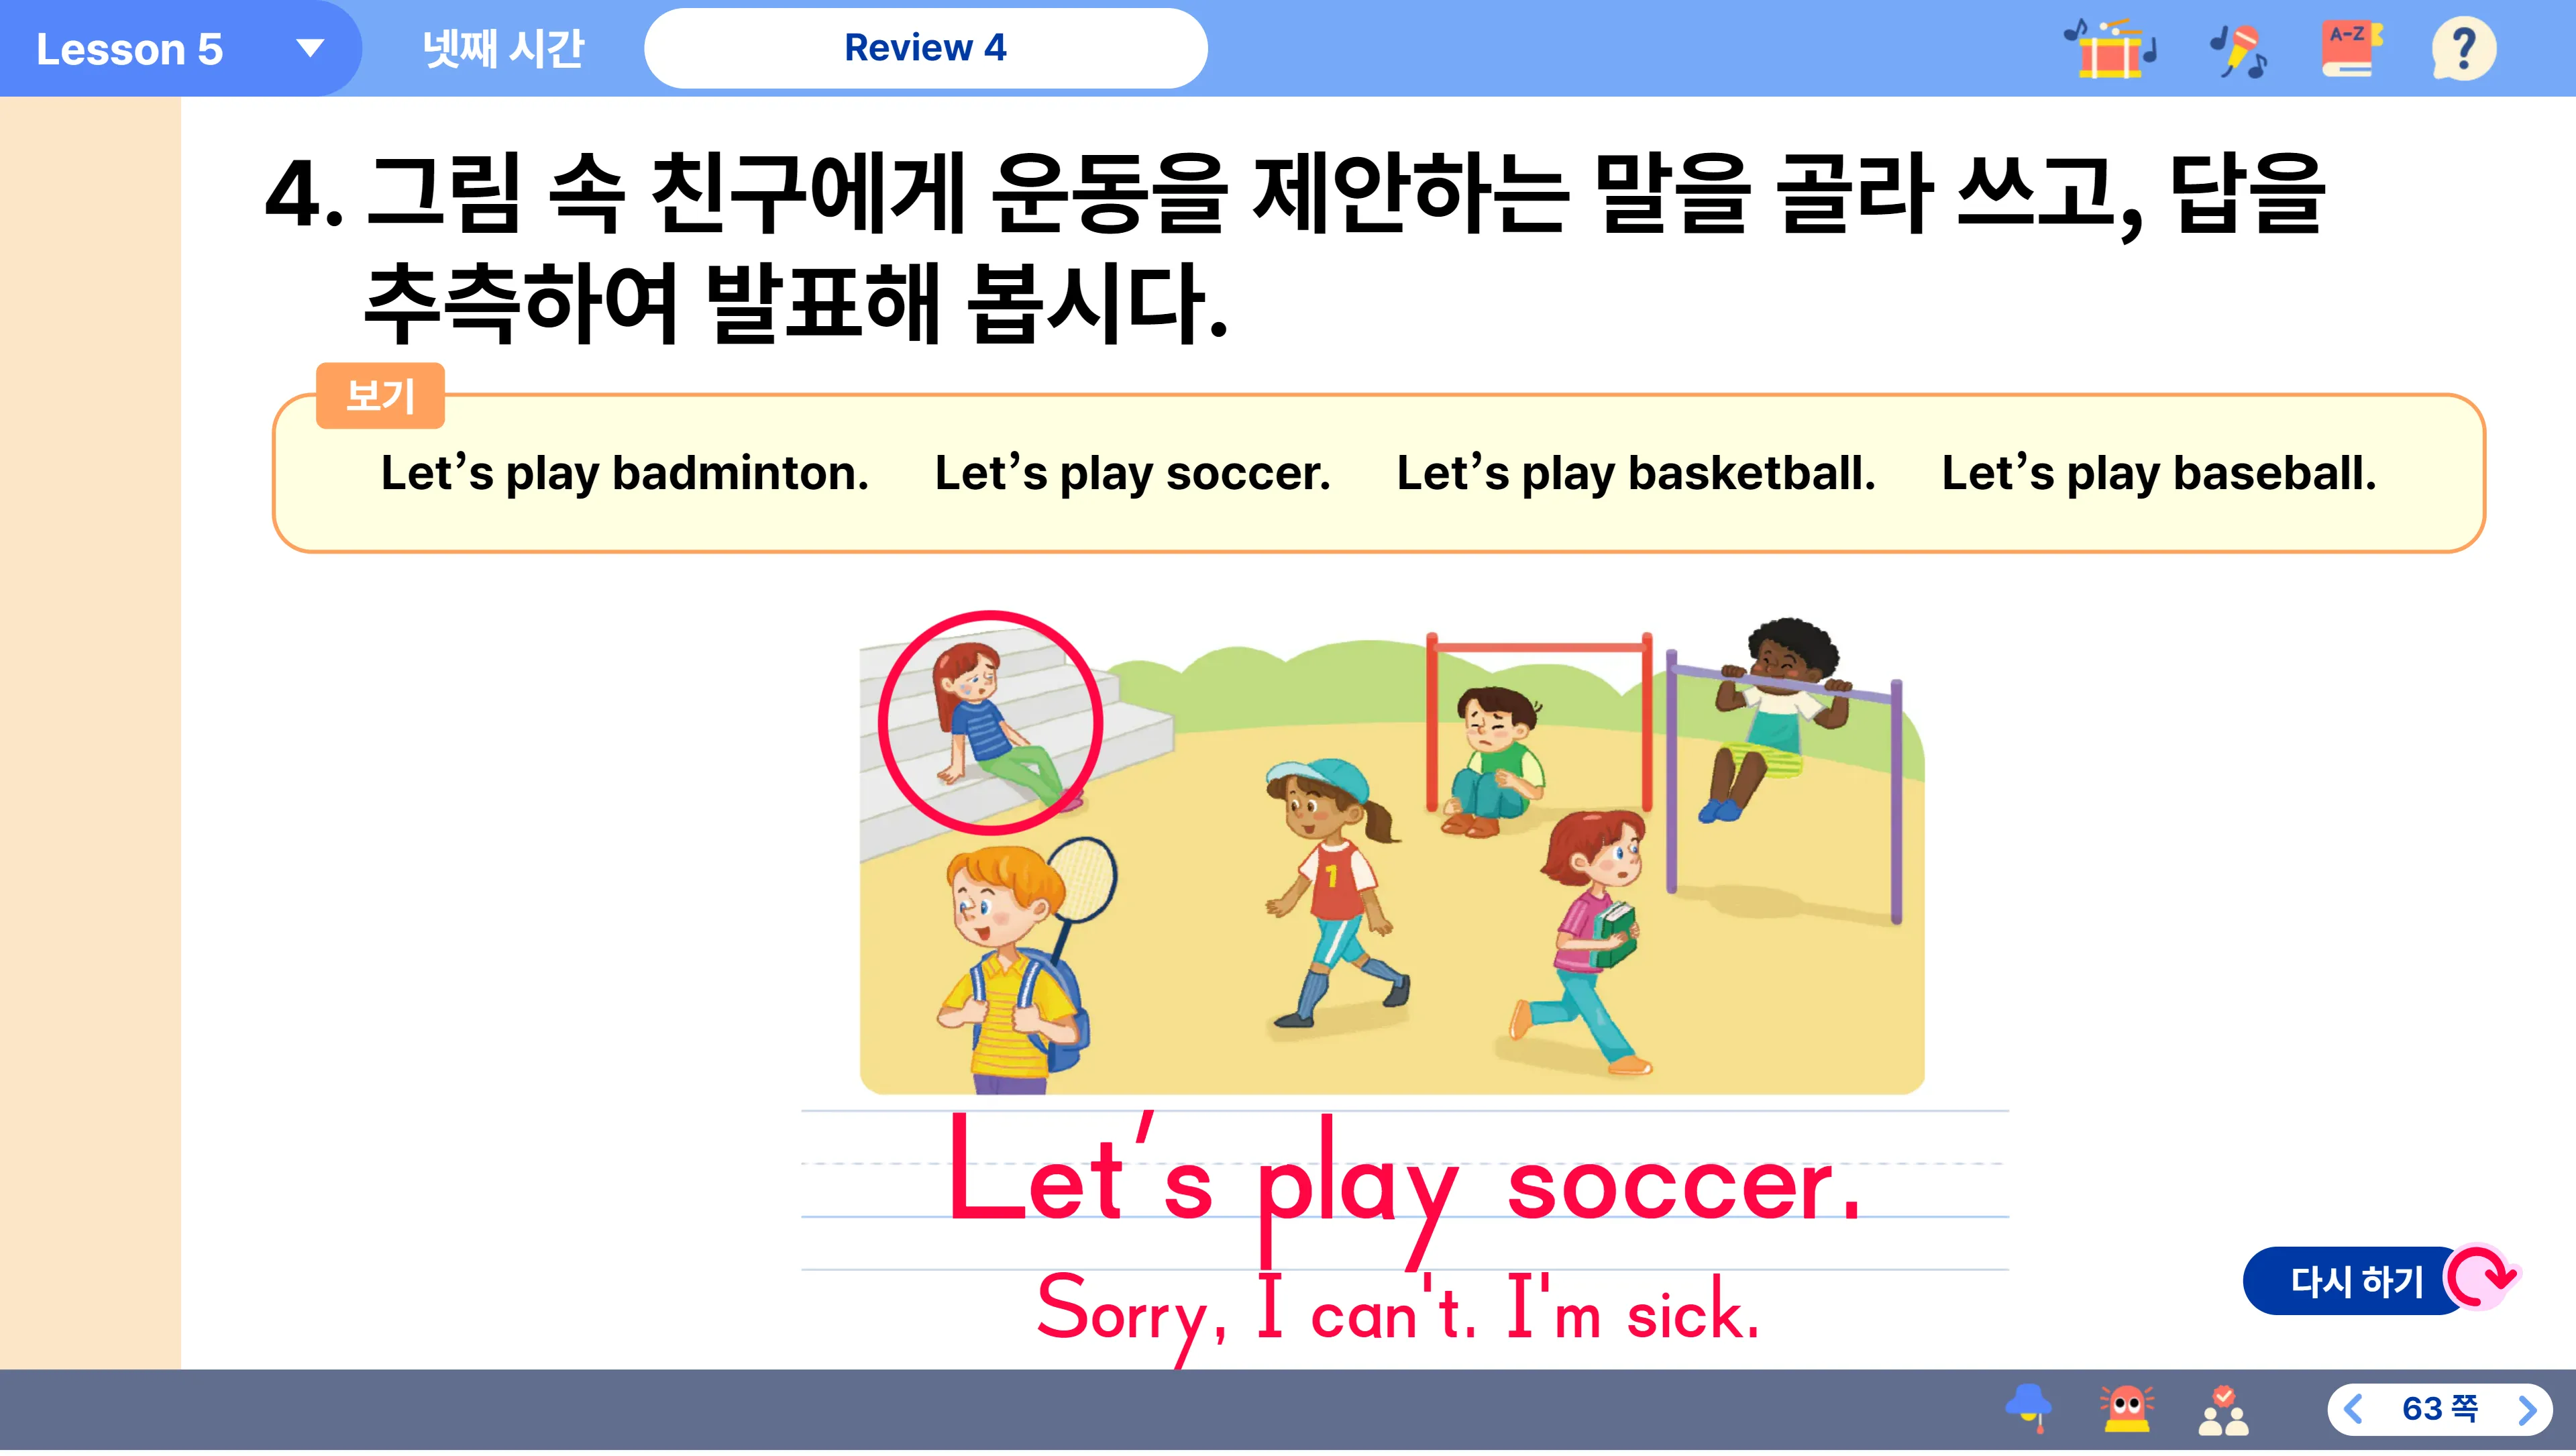 Lesson 5
넷째 시간
Review 4
A-Z
?
4. 그림 속 친구에게 운동을 제안하는 말을 골라 쓰고, 답을
추측하여 발표해 봅시다.
보기
Let’s play badminton. Let’s play soccer. Let’s play basketball. Let’s play baseball.
1
Let’s play soccer.
Sorry, I can't. I'm sick.
다시 하기
63 쪽